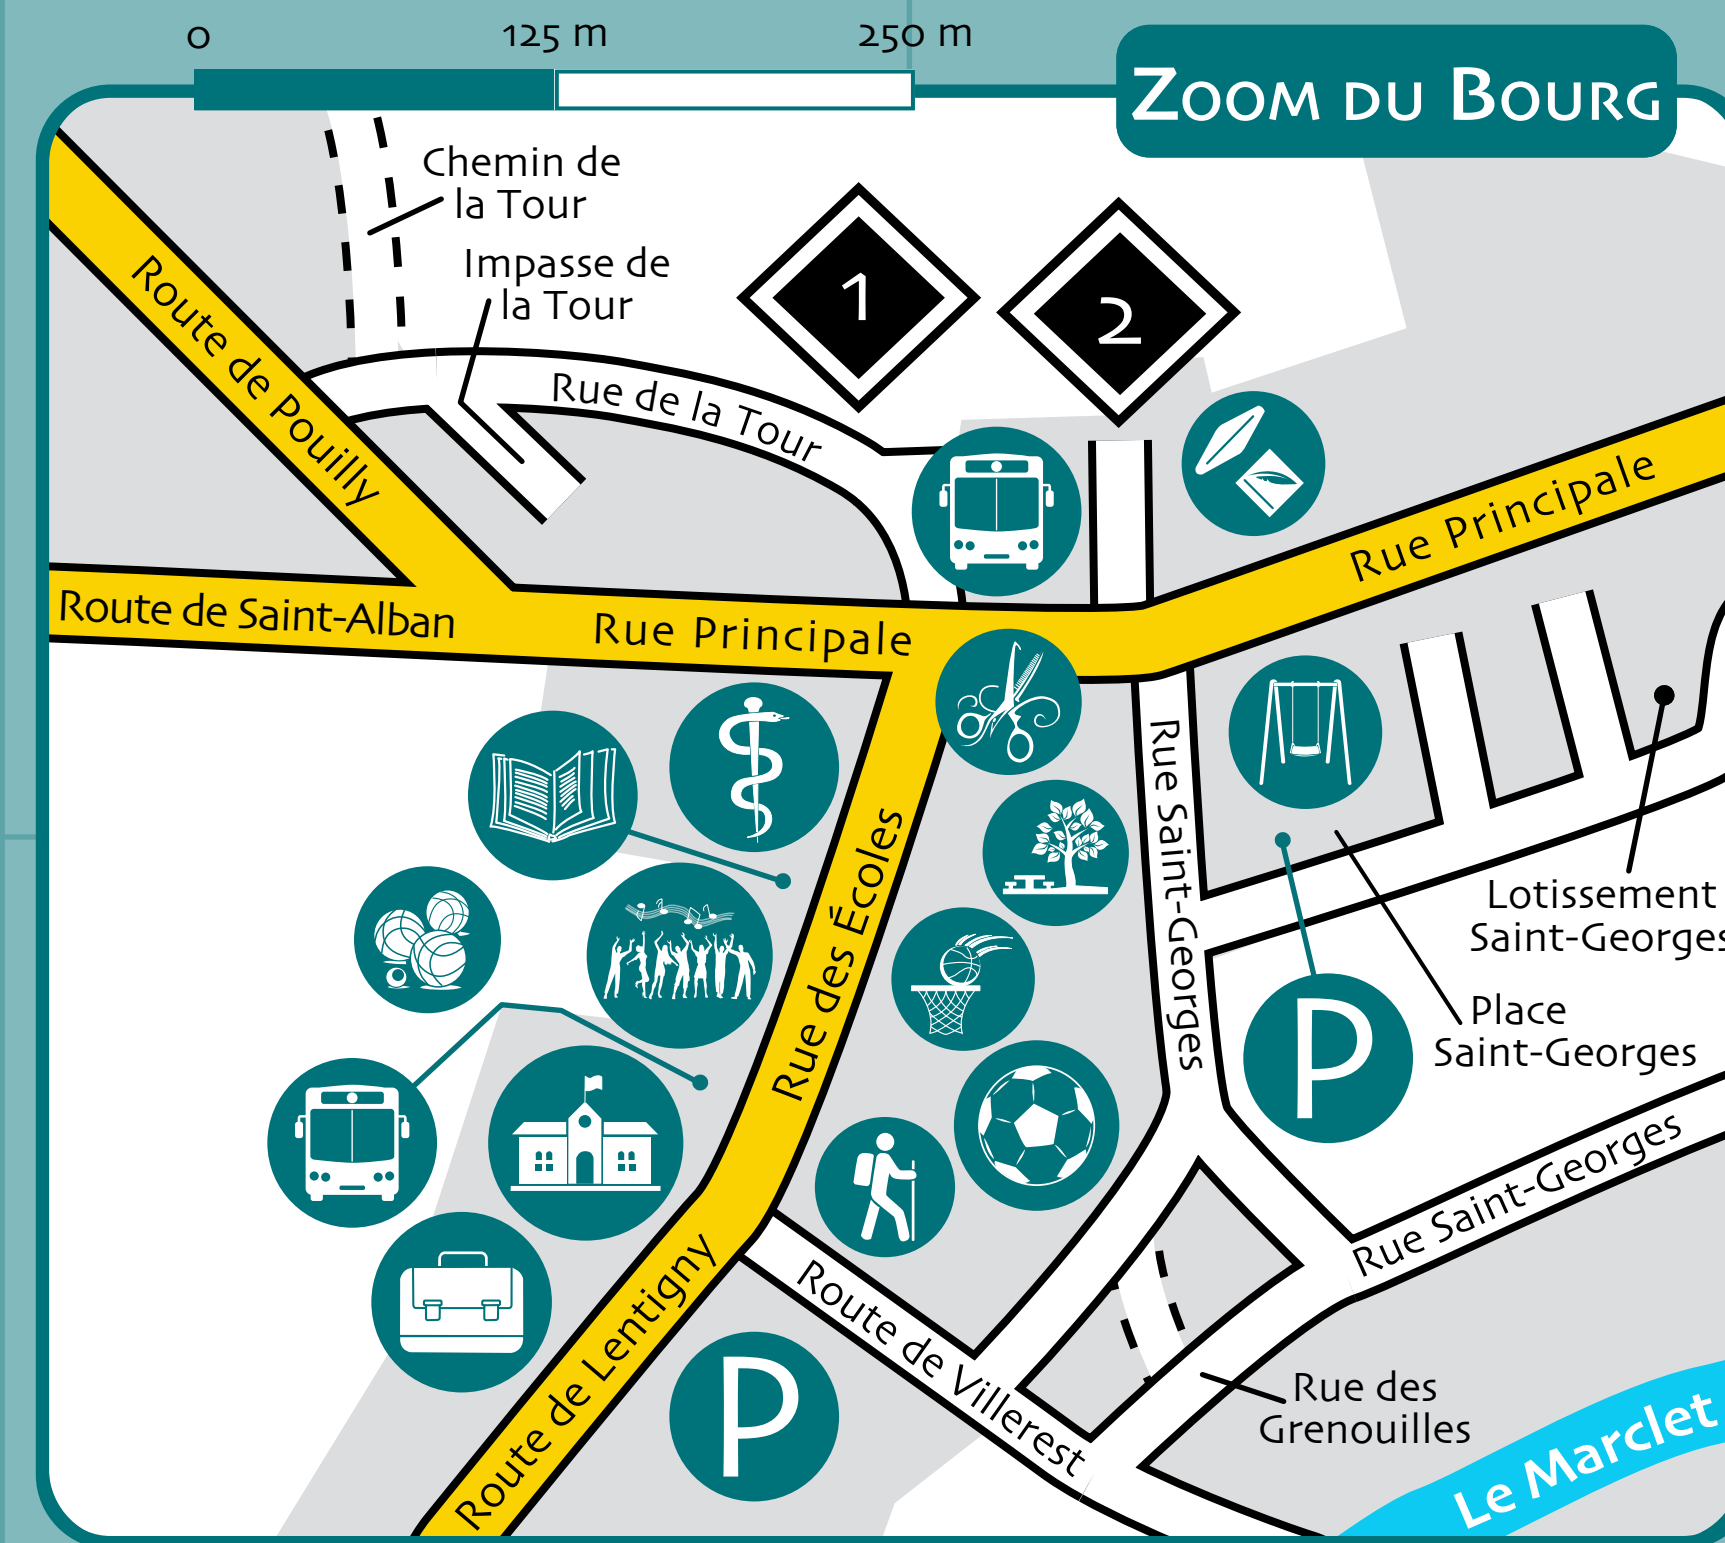 0 125 m 250 m
Zoom du Bourg
Chemin de
la Tour
Impasse de
la Tour
1
2
Route de Pouilly
Rue de la Tour
Rue Principale
Route de Saint-Alban
Rue Principale
Rue Saint-Georges
Rue des Écoles
Lotissement
Saint-Georges
Place
Saint-Georges
P
Rue Saint-Georges
Route de Lentigny
Route de Villerest
P
Rue des
Grenouilles
Le Marclet